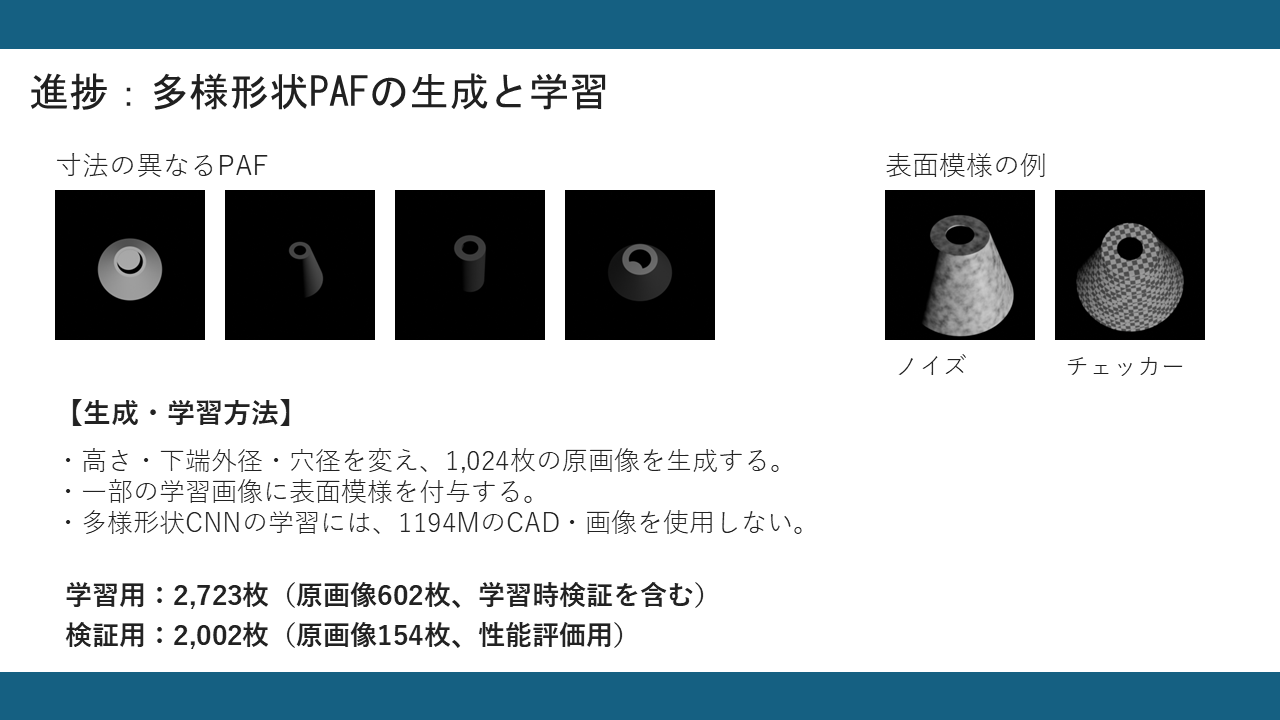 進捗：多様形状PAFの生成と学習
寸法の異なるPAF
表面模様の例
ノイズ
チェッカー
【生成・学習方法】
・高さ・下端外径・穴径を変え、1,024枚の原画像を生成する。
・一部の学習画像に表面模様を付与する。
・多様形状CNNの学習には、1194MのCAD・画像を使用しない。
学習用：2,723枚（原画像602枚、学習時検証を含む）
検証用：2,002枚（原画像154枚、性能評価用）